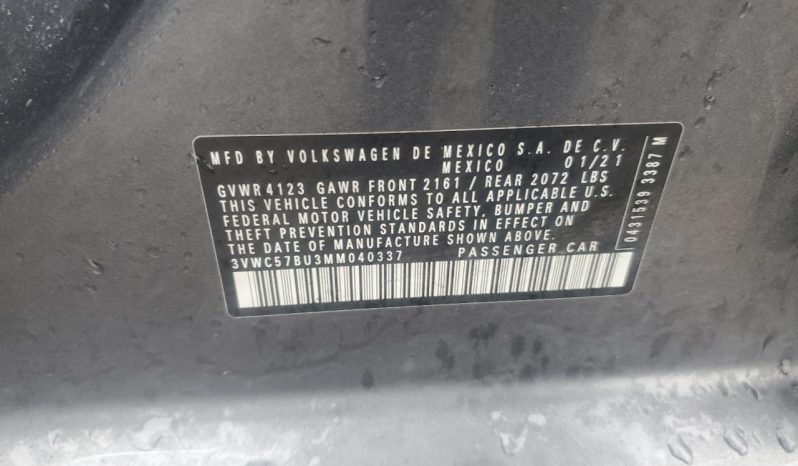 MFD BY VOLKSWAGEN DE MEXICO S.A. DE C.V.
MEXICO 01/21
GVWR 4123 GAWR FRONT 2161 / REAR 2072 LBS
THIS VEHICLE CONFORMS TO ALL APPLICABLE U.S.
FEDERAL MOTOR VEHICLE SAFETY, BUMPER AND
THEFT PREVENTION STANDARDS IN EFFECT ON
THE DATE OF MANUFACTURE SHOWN ABOVE.
3VWC57BU3MM040337 PASSENGER CAR
04311539 3387 M